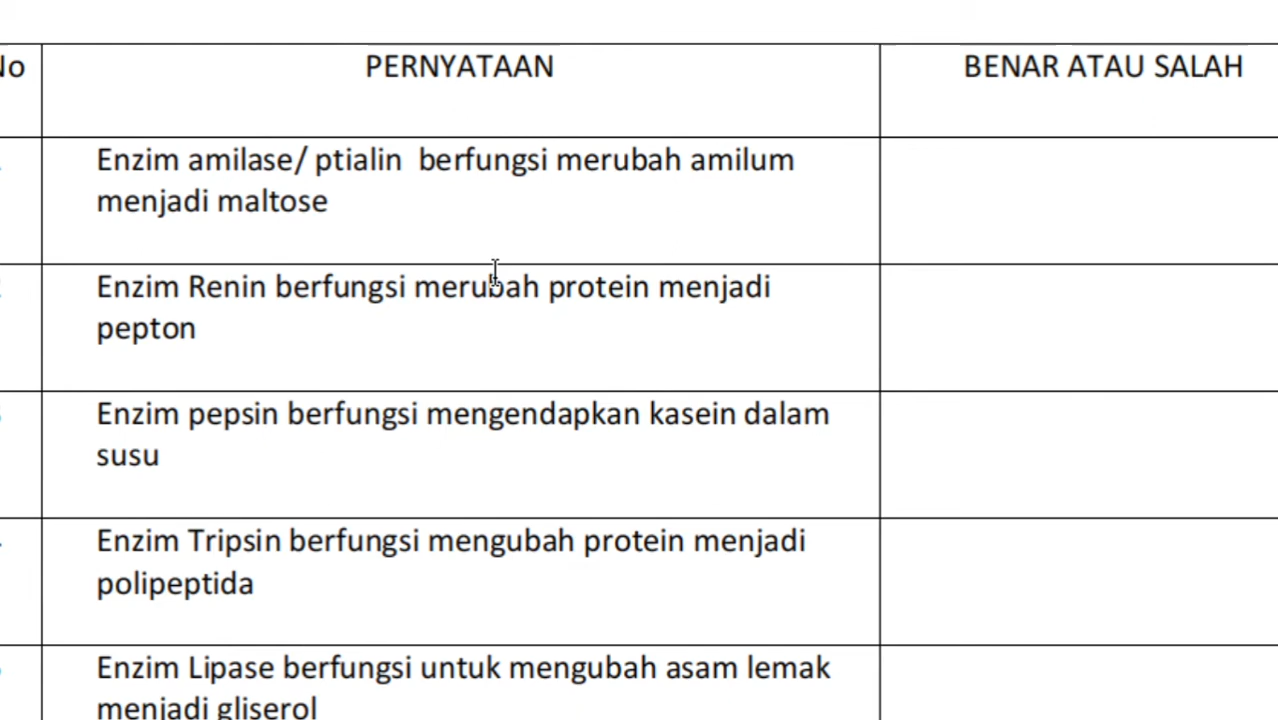 No PERNYATAAN BENAR ATAU SALAH
Enzim amilase/ ptialin berfungsi merubah amilum
menjadi maltose
Enzim Renin berfungsi merubah protein menjadi
pepton
Enzim pepsin berfungsi mengendapkan kasein dalam
susu
Enzim Tripsin berfungsi mengubah protein menjadi
polipeptida
Enzim Lipase berfungsi untuk mengubah asam lemak
menjadi gliserol